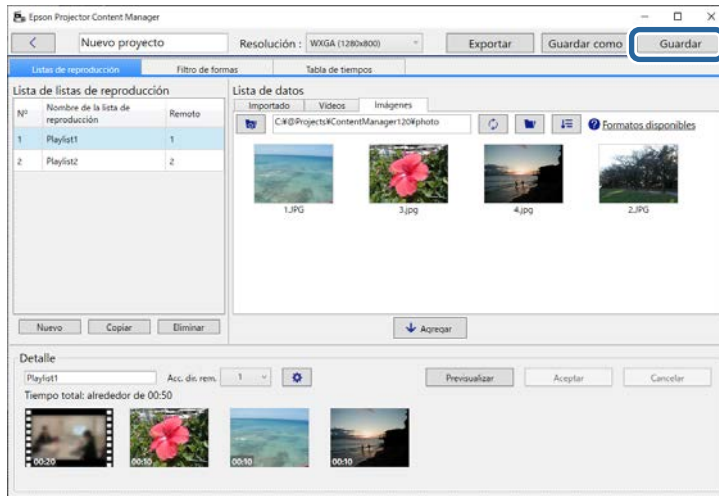 Epson Projector Content Manager
Nuevo proyecto Resolución : WXGA (1280x800) Exportar Guardar como Guardar
Listas de reproducción Filtro de formas Tabla de tiempos
Lista de listas de reproducción
Nº Nombre de la lista de reproducción Remoto
1 Playlist1 1
2 Playlist2 2
Nuevo Copiar Eliminar
Lista de datos
Importado Vídeos Imágenes
C:¥@Projects¥ContentManager120¥photo ? Formatos disponibles
1.JPG 3.jpg 4.jpg 2.JPG
Agregar
Detalle
Playlist1 Acc. dir. rem. 1 Previsualizar Aceptar Cancelar
Tiempo total: alrededor de 00:50
00:20 00:10 00:10 00:10